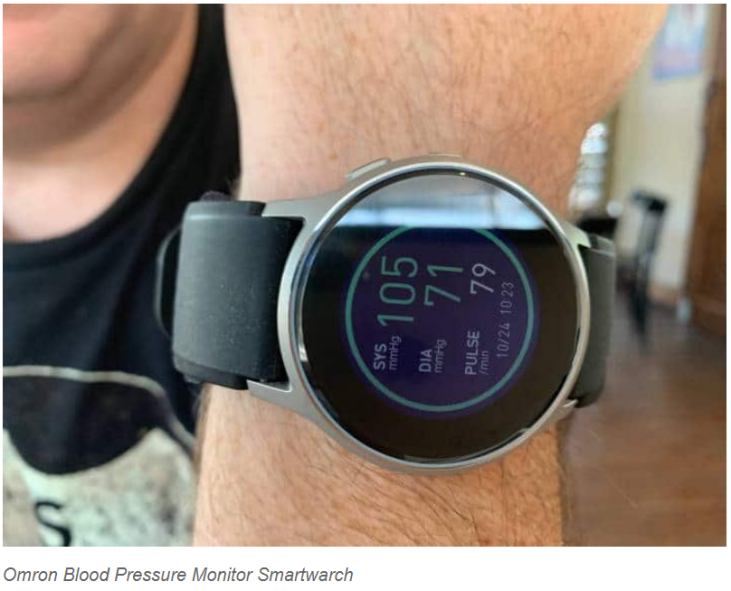 SYS
mmHg
105
DIA
mmHg
71
PULSE
/min
79
10/24 10:23
S
Omron Blood Pressure Monitor Smartwarch